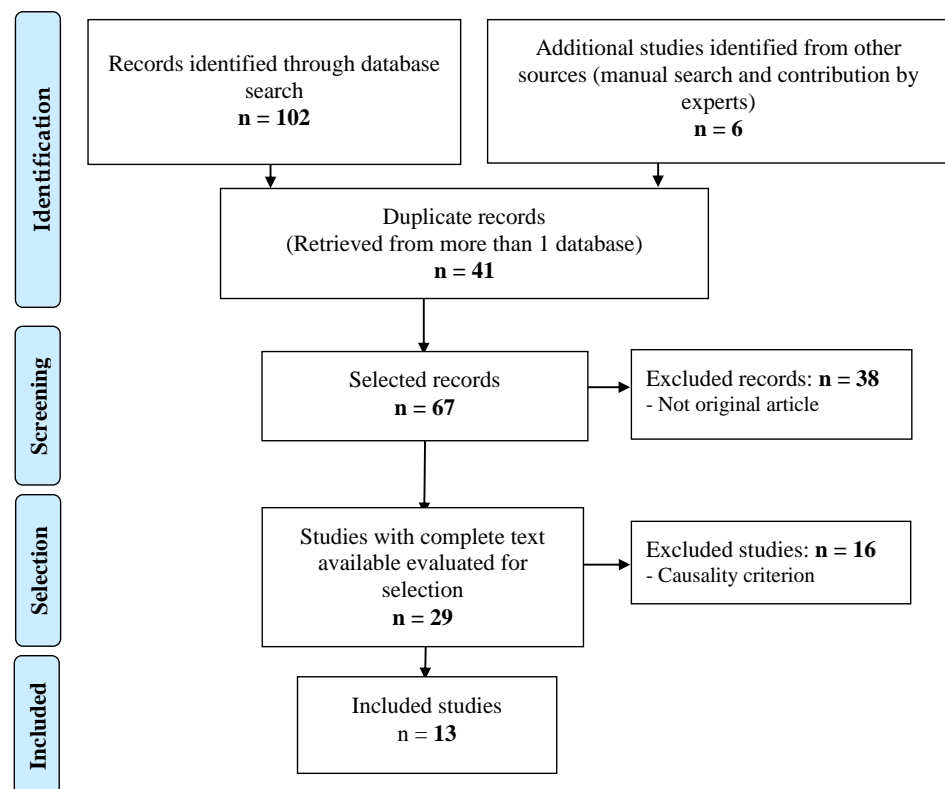 Identification
Records identified through database
search
n = 102
Additional studies identified from other
sources (manual search and contribution by
experts)
n = 6
Duplicate records
(Retrieved from more than 1 database)
n = 41
Screening
Selected records
n = 67
Excluded records: n = 38
- Not original article
Selection
Studies with complete text
available evaluated for
selection
n = 29
Excluded studies: n = 16
- Causality criterion
Included
Included studies
n = 13